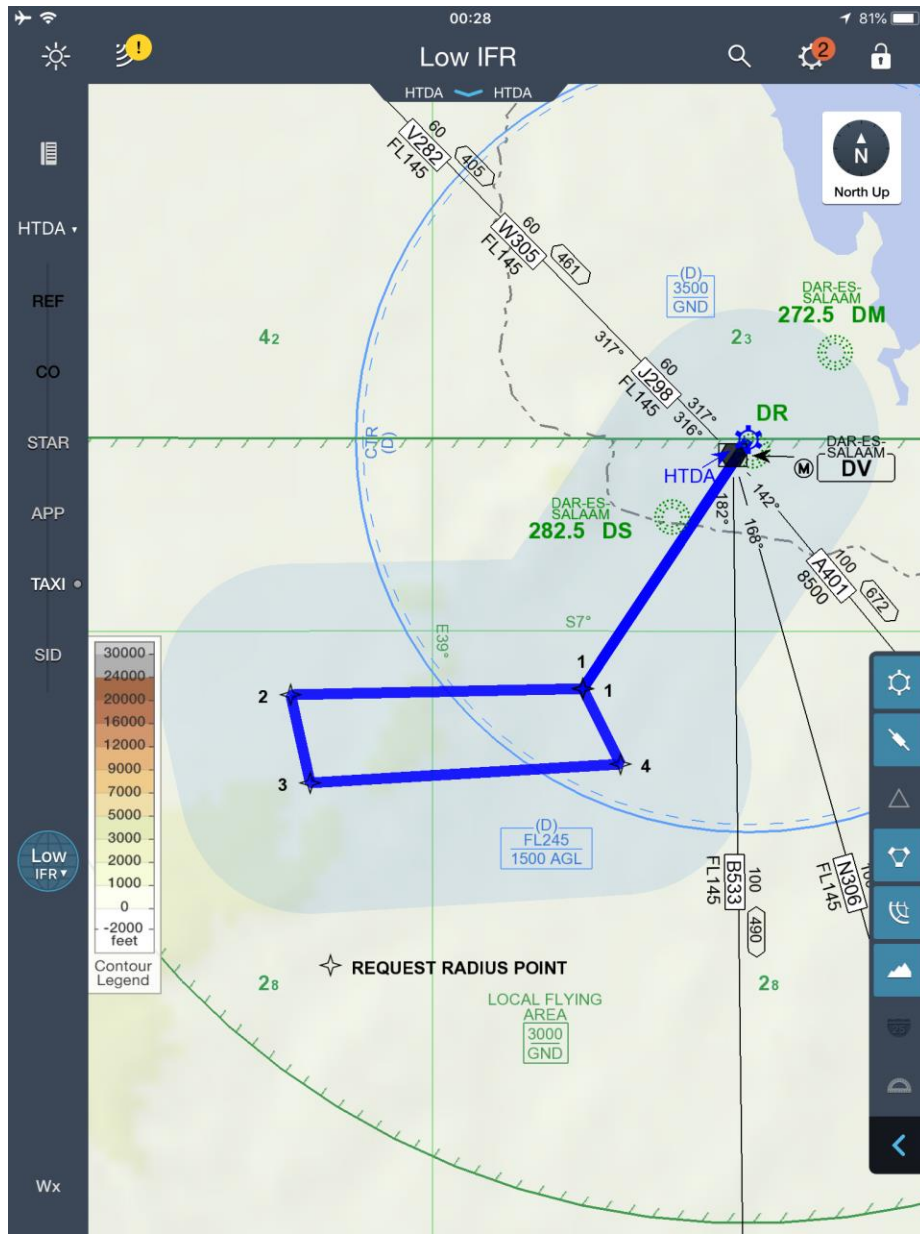 00:28
81%
!
Low IFR
2
HTDA HTDA
N
North Up
HTDA
REF
CO
STAR
APP
TAXI
SID
Low
IFR
Wx
60
V282
FL145
405
60
W305
FL145
461
(D)
3500
GND
DAR-ES-
SALAAM
272.5 DM
42
23
317°
60
J298
FL145
317°
316°
CTR
(D)
DR
HTDA
DAR-ES-
SALAAM
M
DV
DAR-ES-
SALAAM
282.5 DS
182°
142°
168°
100
A401
8500
672
E39°
S7°
1
1
2
3
4
30000
24000
20000
16000
12000
9000
7000
5000
3000
2000
1000
0
-2000
feet
Contour
Legend
(D)
FL245
1500 AGL
100
B533
FL145
490
N306
FL145
REQUEST RADIUS POINT
28
28
LOCAL FLYING
AREA
3000
GND